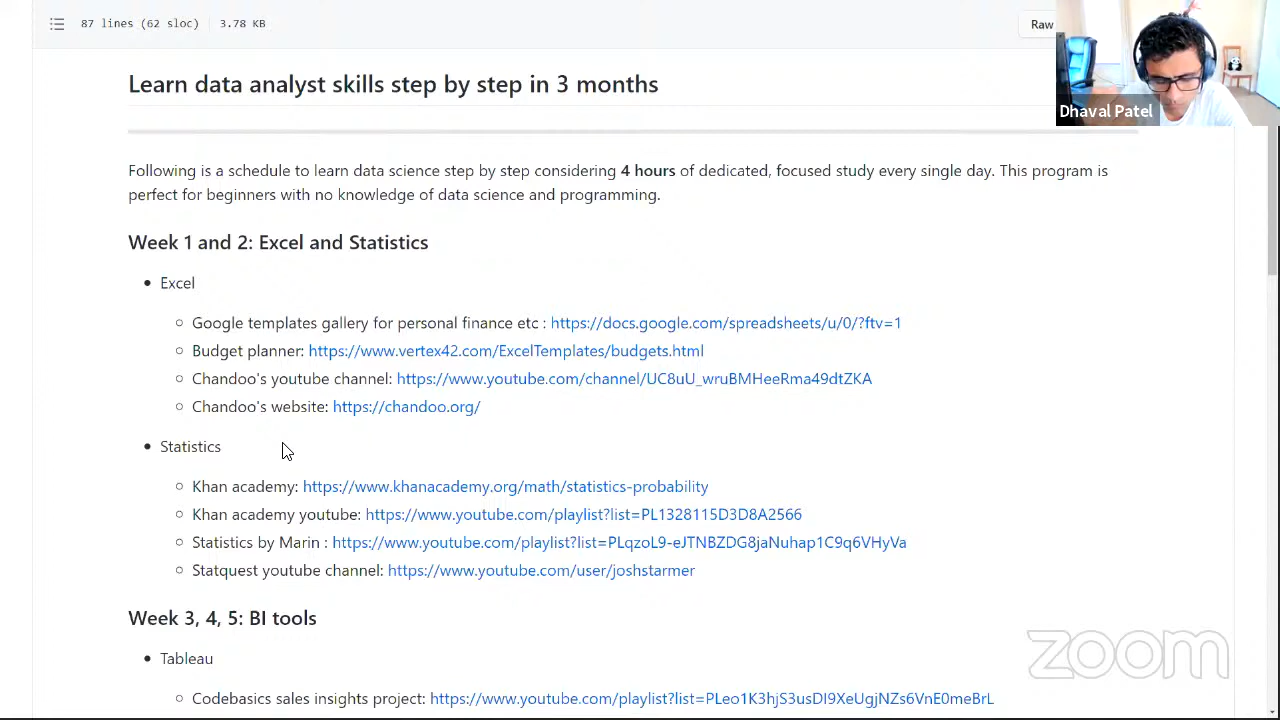 87 lines (62 sloc) 3.78 KB
Raw
Dhaval Patel
Learn data analyst skills step by step in 3 months
Following is a schedule to learn data science step by step considering 4 hours of dedicated, focused study every single day. This program is
perfect for beginners with no knowledge of data science and programming.
Week 1 and 2: Excel and Statistics
Excel
Google templates gallery for personal finance etc : https://docs.google.com/spreadsheets/u/0/?ftv=1
Budget planner: https://www.vertex42.com/ExcelTemplates/budgets.html
Chandoo's youtube channel: https://www.youtube.com/channel/UC8uU_wruBMHeeRma49dtZKA
Chandoo's website: https://chandoo.org/
Statistics
Khan academy: https://www.khanacademy.org/math/statistics-probability
Khan academy youtube: https://www.youtube.com/playlist?list=PL1328115D3D8A2566
Statistics by Marin : https://www.youtube.com/playlist?list=PLqzoL9-eJTNBZDG8jaNuhap1C9q6VHyVa
Statquest youtube channel: https://www.youtube.com/user/joshstarmer
Week 3, 4, 5: BI tools
Tableau
Codebasics sales insights project: https://www.youtube.com/playlist?list=PLeo1K3hjS3usDI9XeUgjNZs6VnE0meBrL
zoom